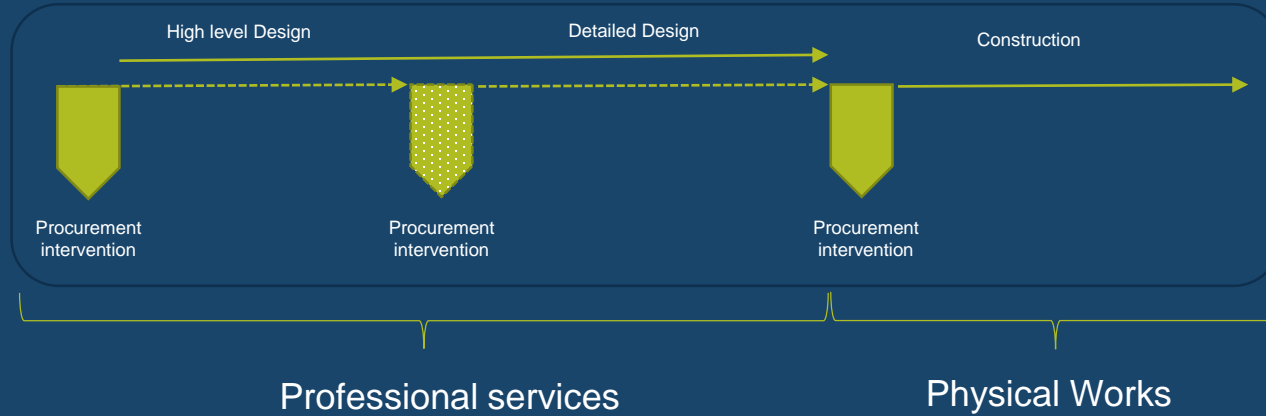 High level Design
Detailed Design
Construction
Procurement
intervention
Procurement
intervention
Procurement
intervention
Professional services
Physical Works